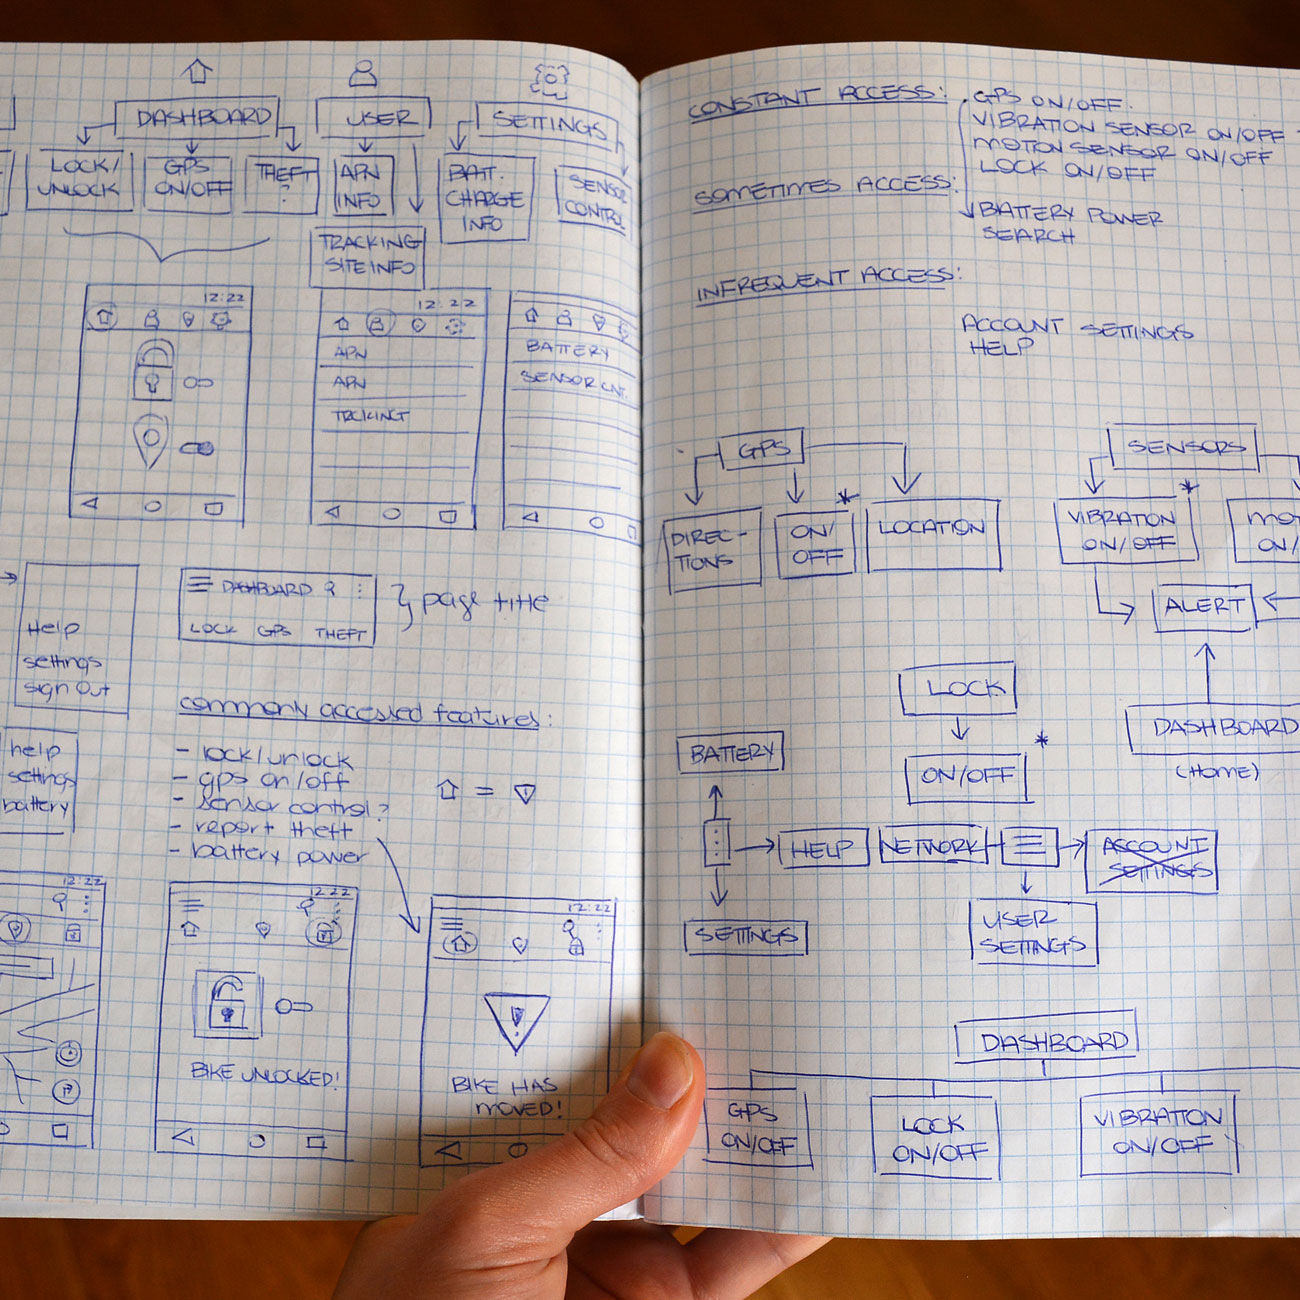 DASHBOARD
USER
SETTINGS
LOCK/
UNLOCK
GPS
ON/OFF
THEFT
?
APN
INFO
BATT.
CHARGE
INFO
SENSOR
CONTROL
TRACKING
SITE INFO
12:22
12:22
APN
APN
TRCKING
BATTERY
SENSOR CNT.
Help
settings
sign out
DASHBOARD
LOCK GPS THEFT
page title
commonly accessed features:
- lock/unlock
- gps on/off
- sensor control?
- report theft
- battery power
=
help
settings
battery
12:22
12:22
BIKE UNLOCKED!
12:22
BIKE HAS
MOVED!
CONSTANT ACCESS:
GPS ON/OFF.
VIBRATION SENSOR ON/OFF
MOTION SENSOR ON/OFF
LOCK ON/OFF
SOMETIMES ACCESS:
BATTERY POWER
SEARCH
INFREQUENT ACCESS:
ACCOUNT SETTINGS
HELP
GPS
DIREC-
TIONS
ON/
OFF
*
LOCATION
SENSORS
VIBRATION
ON/OFF
*
MOT
ON/
ALERT
DASHBOARD
(HOME)
LOCK
ON/OFF
*
BATTERY
HELP
NETWORK
ACCOUNT
SETTINGS
SETTINGS
USER
SETTINGS
DASHBOARD
GPS
ON/OFF
LOCK
ON/OFF
VIBRATION
ON/OFF